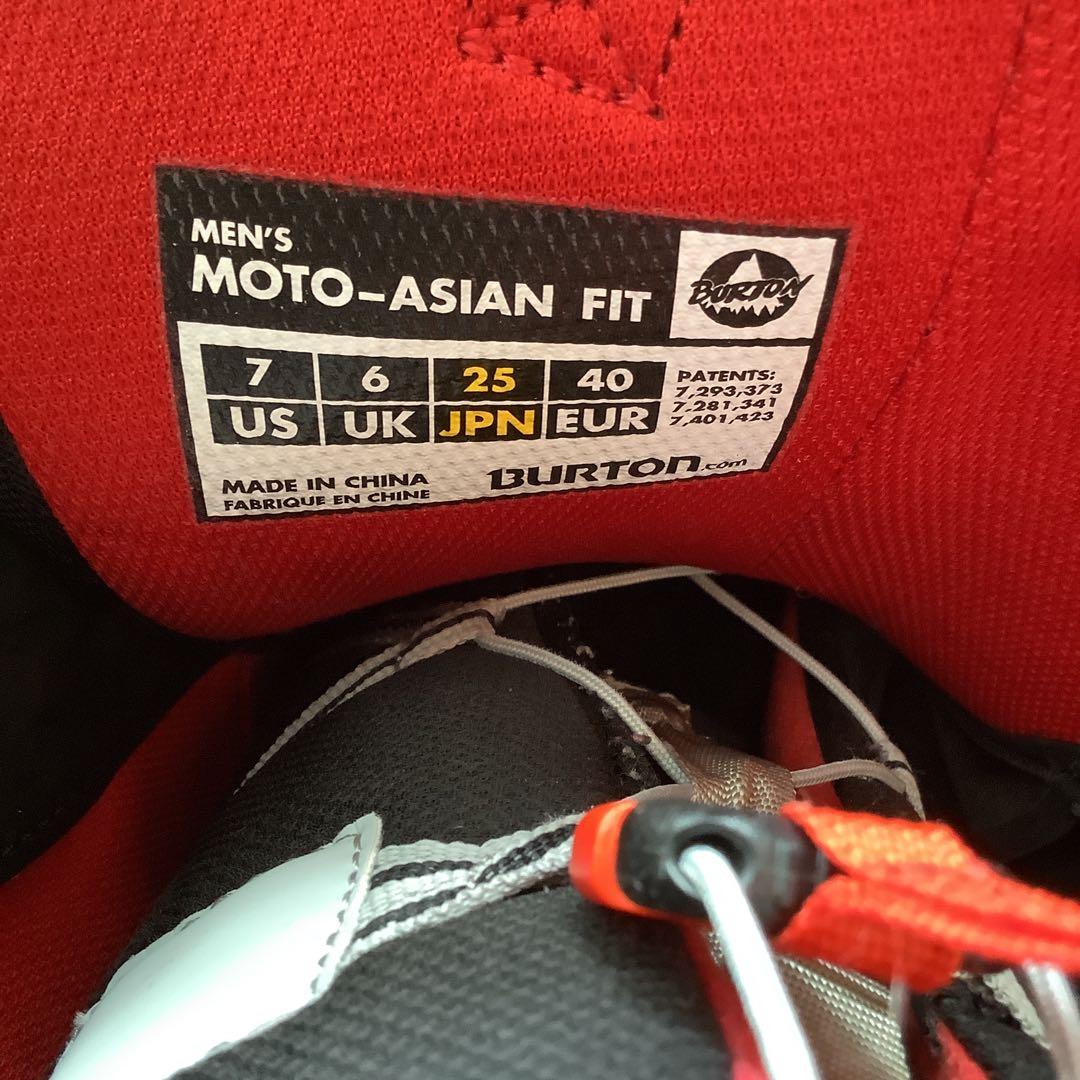 MEN'S
MOTO-ASIAN FIT
BURTON
7 6 25 40
US UK JPN EUR
PATENTS:
7,293,373
7,281,341
7,401,423
MADE IN CHINA
FABRIQUE EN CHINE
BURTON.com